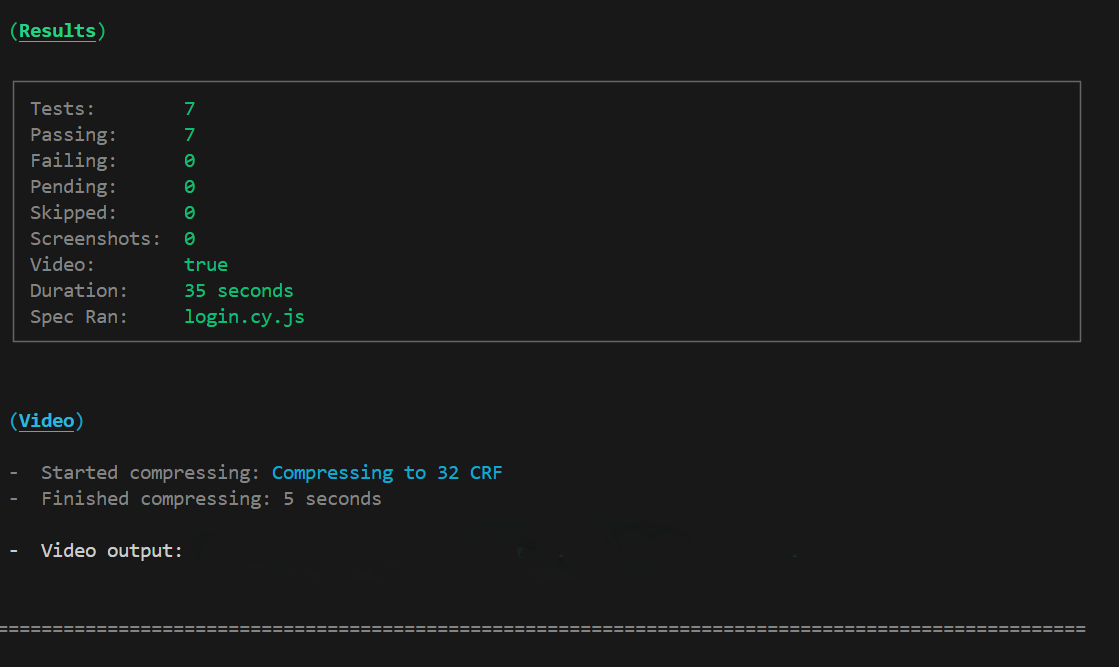 (Results)
Tests: 7
Passing: 7
Failing: 0
Pending: 0
Skipped: 0
Screenshots: 0
Video: true
Duration: 35 seconds
Spec Ran: login.cy.js
(Video)
- Started compressing: Compressing to 32 CRF
- Finished compressing: 5 seconds
- Video output:
====================================================================================================